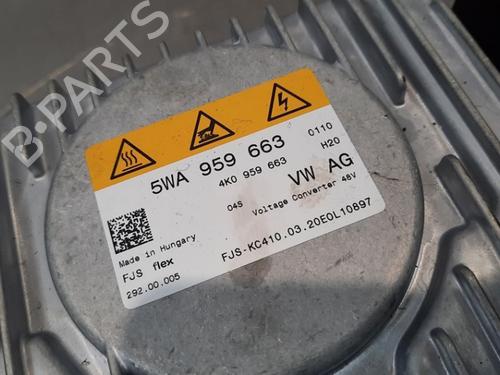 B-PARTS
5WA 959 663 0110
4K0 959 663 H20
04S VW AG
Voltage Converter 48V
Made in Hungary
FJS flex FJS-KC410.03.20E0L10897
292.00.005